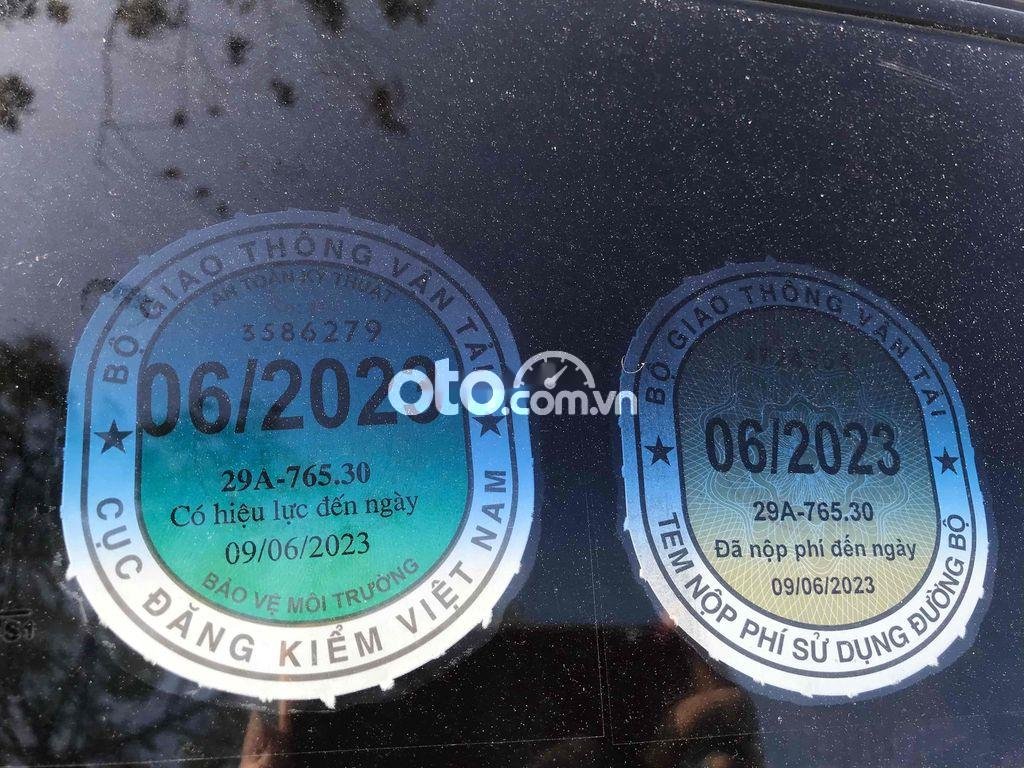 BỘ GIAO THÔNG VẬN TẢI
AN TOÀN KỸ THUẬT
3586279
06/2023
29A-765.30
Có hiệu lực đến ngày
09/06/2023
BẢO VỆ MÔI TRƯỜNG
CỤC ĐĂNG KIỂM VIỆT NAM
oto.com.vn
BỘ GIAO THÔNG VẬN TẢI
06/2023
29A-765.30
Đã nộp phí đến ngày
09/06/2023
TEM NỘP PHÍ SỬ DỤNG ĐƯỜNG BỘ